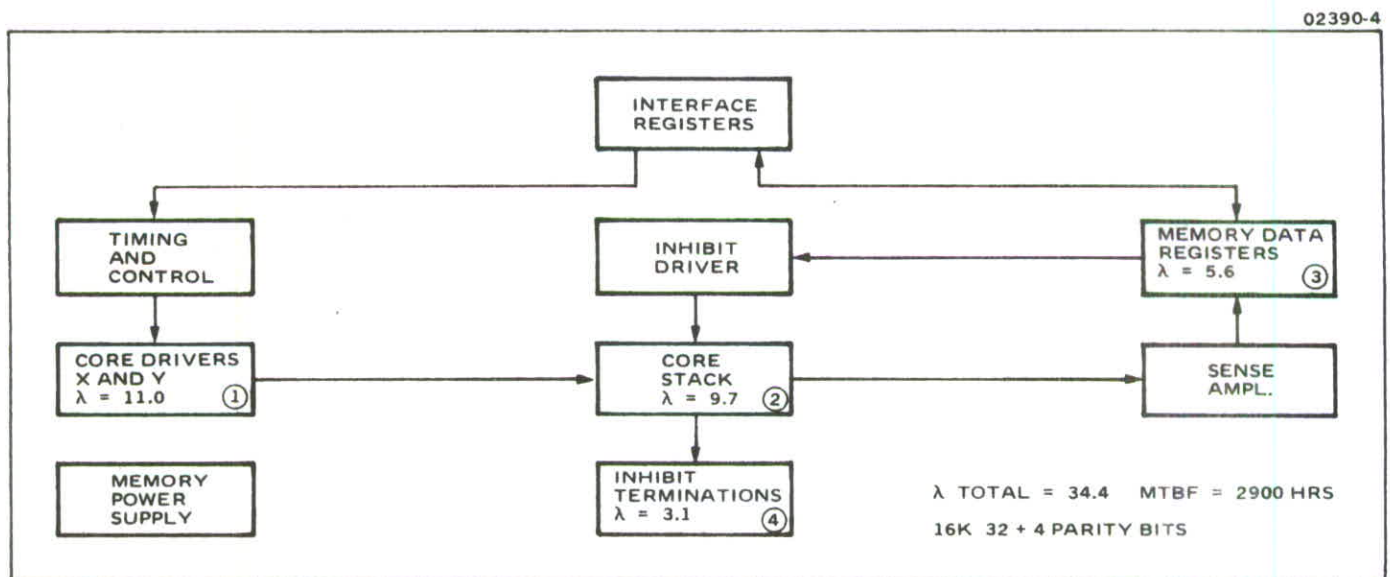 02390-4
INTERFACE
REGISTERS
TIMING
AND
CONTROL
INHIBIT
DRIVER
MEMORY DATA
REGISTERS
λ = 5.6 ③
CORE DRIVERS
X AND Y
λ = 11.0 ①
CORE
STACK
λ = 9.7 ②
SENSE
AMPL.
MEMORY
POWER
SUPPLY
INHIBIT
TERMINATIONS
λ = 3.1 ④
λ TOTAL = 34.4 MTBF = 2900 HRS
16K 32 + 4 PARITY BITS